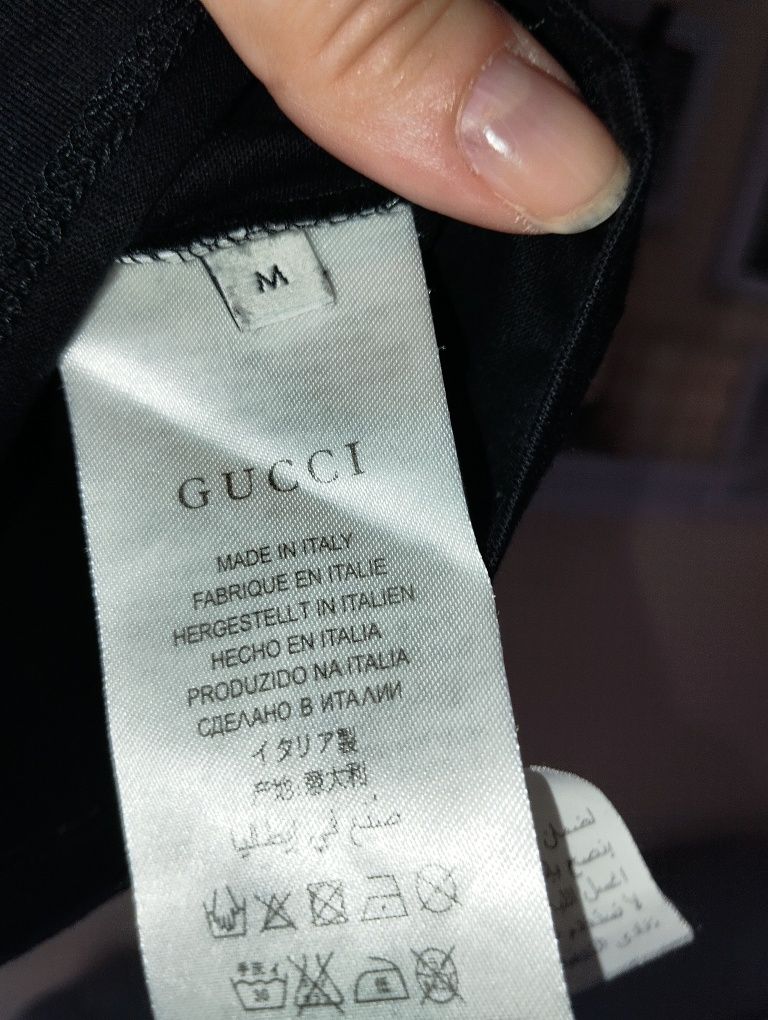 M
GUCCI
MADE IN ITALY
FABRIQUE EN ITALIE
HERGESTELLT IN ITALIEN
HECHO EN ITALIA
PRODUZIDO NA ITALIA
СДЕЛАНО В ИТАЛИИ
イタリア製
产地:意大利
صنع في إيطاليا
30